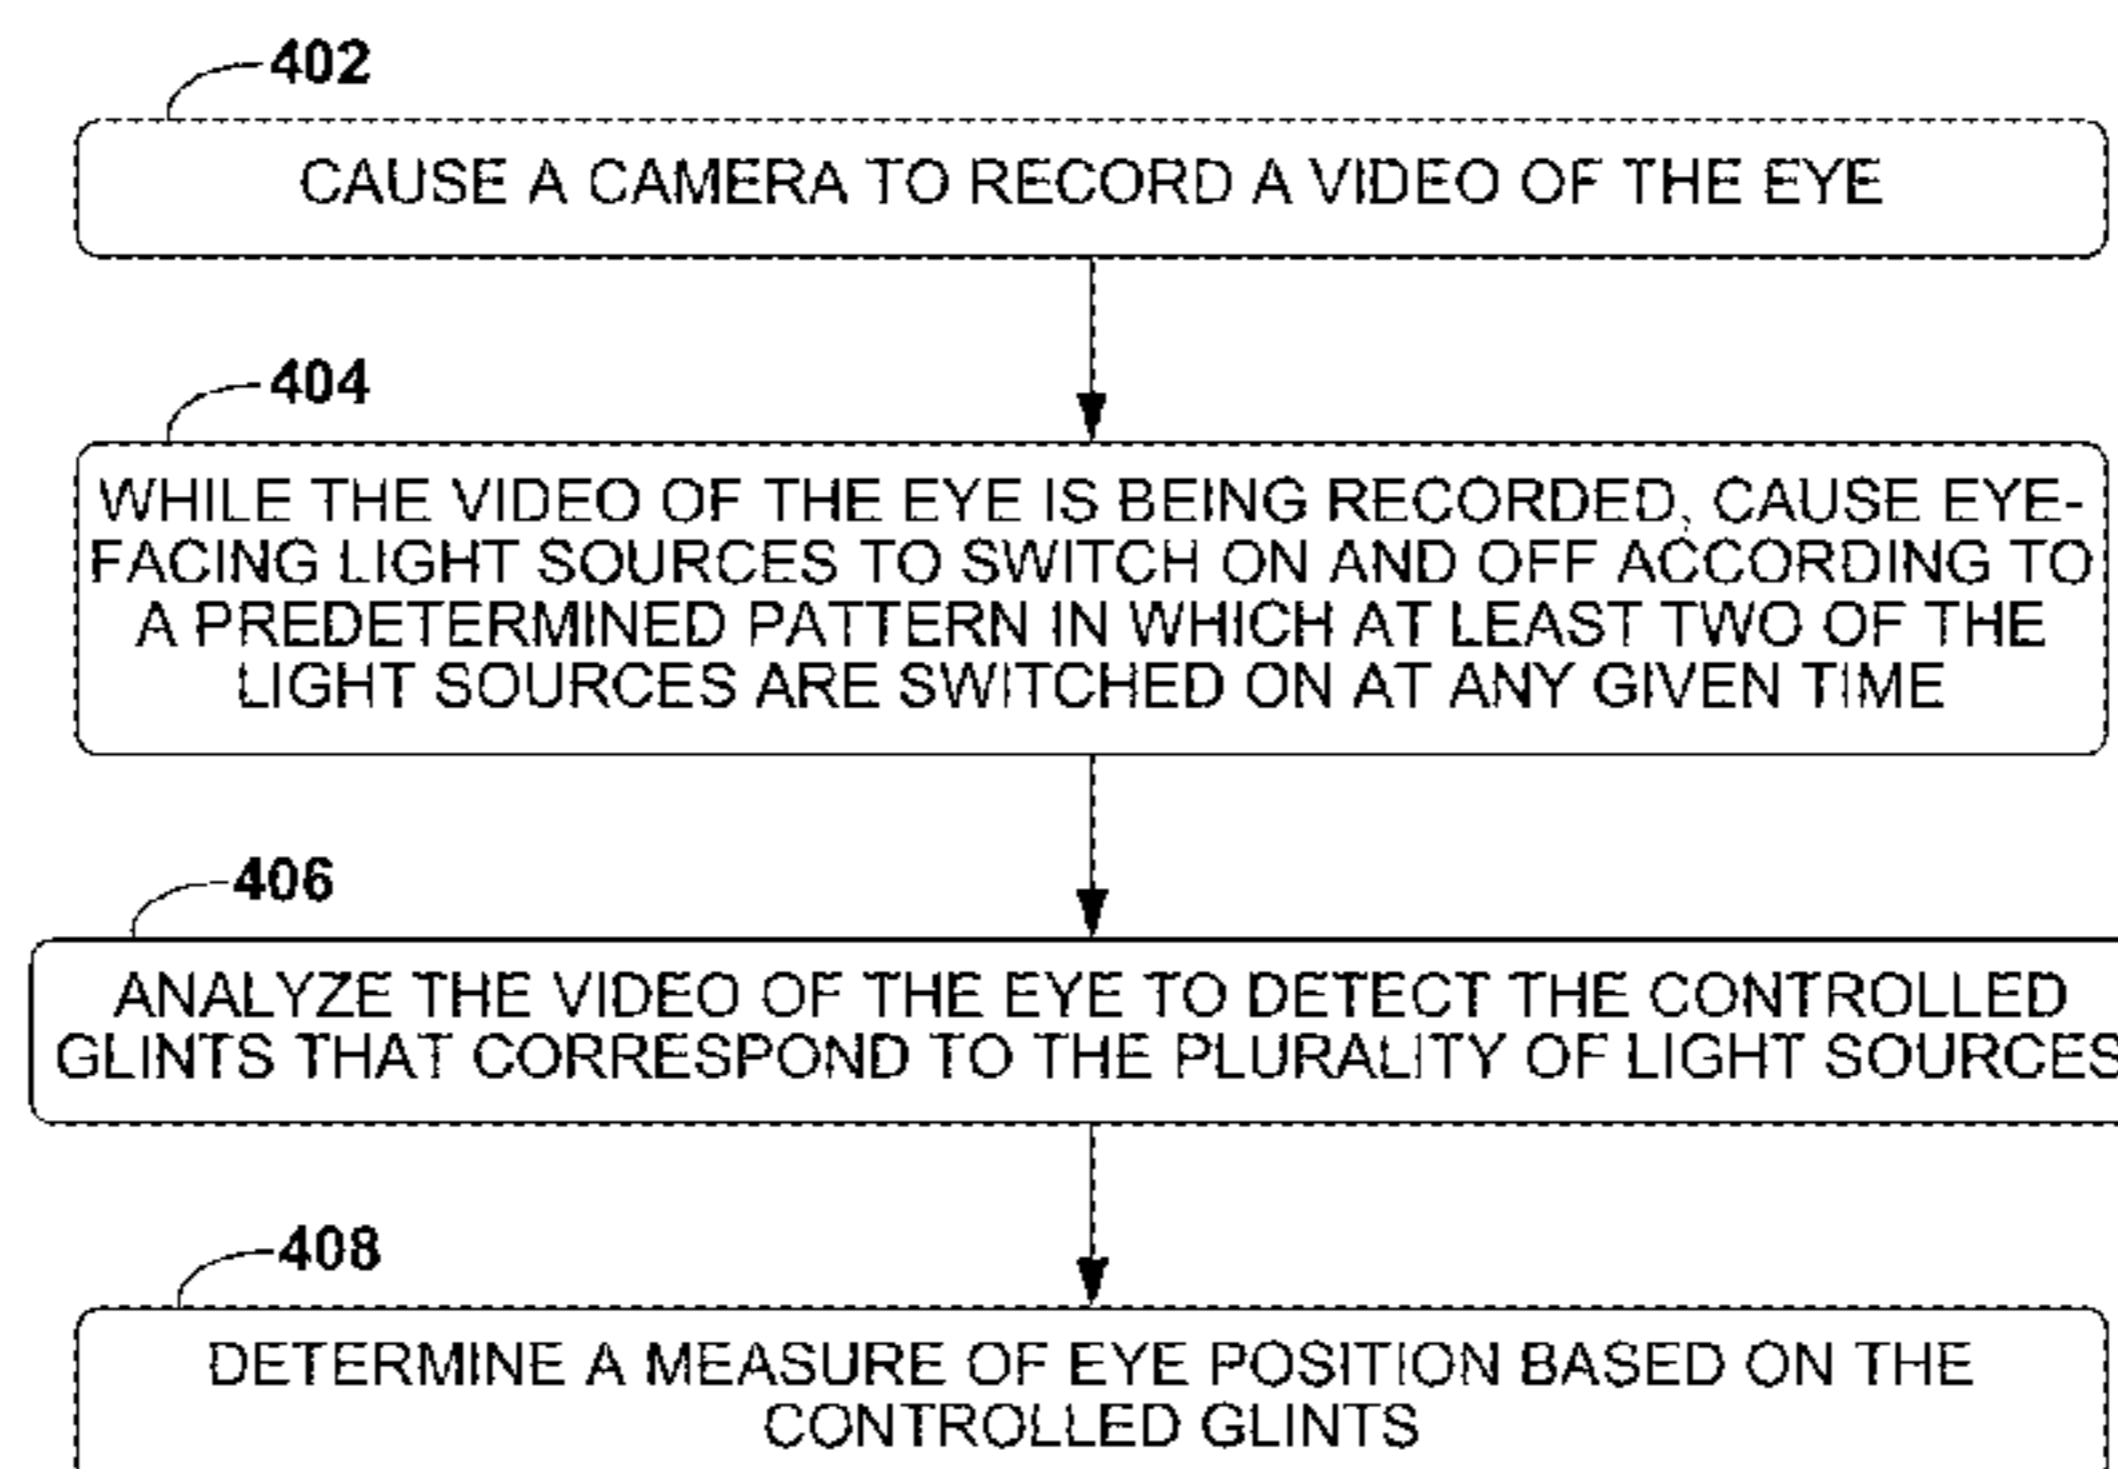 402
CAUSE A CAMERA TO RECORD A VIDEO OF THE EYE
404
WHILE THE VIDEO OF THE EYE IS BEING RECORDED, CAUSE EYE-
FACING LIGHT SOURCES TO SWITCH ON AND OFF ACCORDING TO
A PREDETERMINED PATTERN IN WHICH AT LEAST TWO OF THE
LIGHT SOURCES ARE SWITCHED ON AT ANY GIVEN TIME
406
ANALYZE THE VIDEO OF THE EYE TO DETECT THE CONTROLLED
GLINTS THAT CORRESPOND TO THE PLURALITY OF LIGHT SOURCES
408
DETERMINE A MEASURE OF EYE POSITION BASED ON THE
CONTROLLED GLINTS